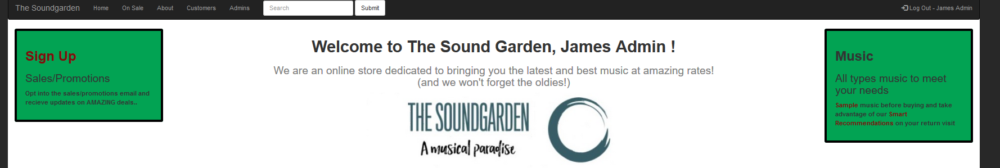 The Soundgarden Home On Sale About Customers Admins Search Submit Log Out - James Admin
Sign Up
Sales/Promotions
Opt into the sales/promotions email and
recieve updates on AMAZING deals..
Welcome to The Sound Garden, James Admin !
We are an online store dedicated to bringing you the latest and best music at amazing rates!
(and we won't forget the oldies!)
THE SOUNDGARDEN
A musical paradise
Music
All types music to meet
your needs
Sample music before buying and take
advantage of our Smart
Recommendations on your return visit